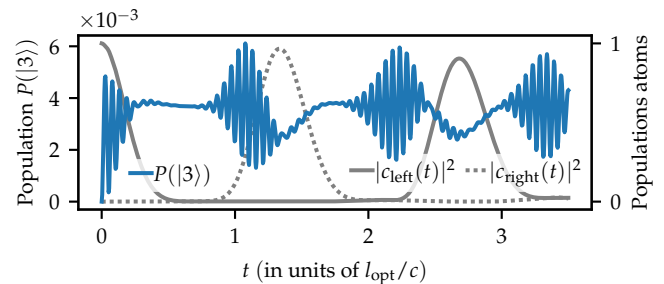 ×10⁻³
Population P(|3⟩)
6
4
2
0
1
0
Populations atoms
P(|3⟩)
|c_left(t)|²
|c_right(t)|²
0
1
2
3
t (in units of l_opt/c)